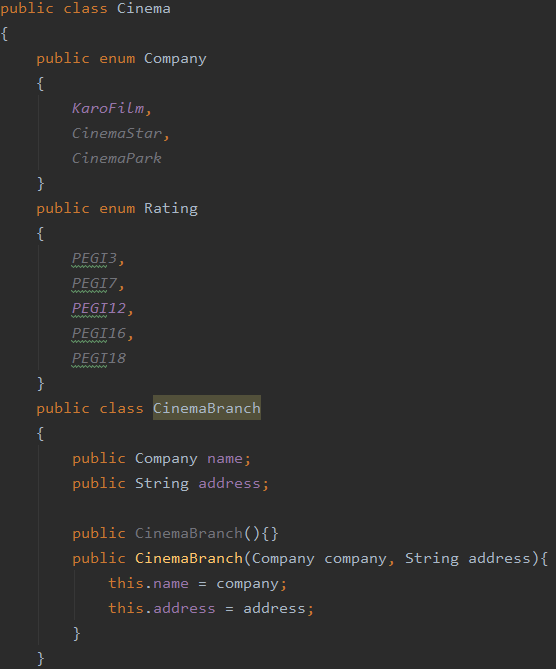 public class Cinema
{
    public enum Company
    {
        KaroFilm,
        CinemaStar,
        CinemaPark
    }
    public enum Rating
    {
        PEGI3,
        PEGI7,
        PEGI12,
        PEGI16,
        PEGI18
    }
    public class CinemaBranch
    {
        public Company name;
        public String address;

        public CinemaBranch(){}
        public CinemaBranch(Company company, String address){
            this.name = company;
            this.address = address;
        }
    }